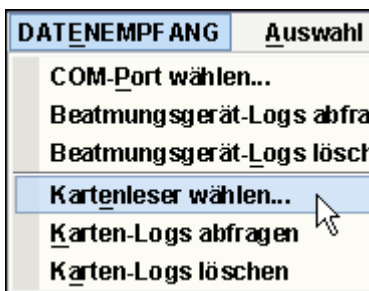 DATENEMPFANG Auswahl
COM-Port wählen...
Beatmungsgerät-Logs abfra
Beatmungsgerät-Logs lösch
Kartenleser wählen...
Karten-Logs abfragen
Karten-Logs löschen